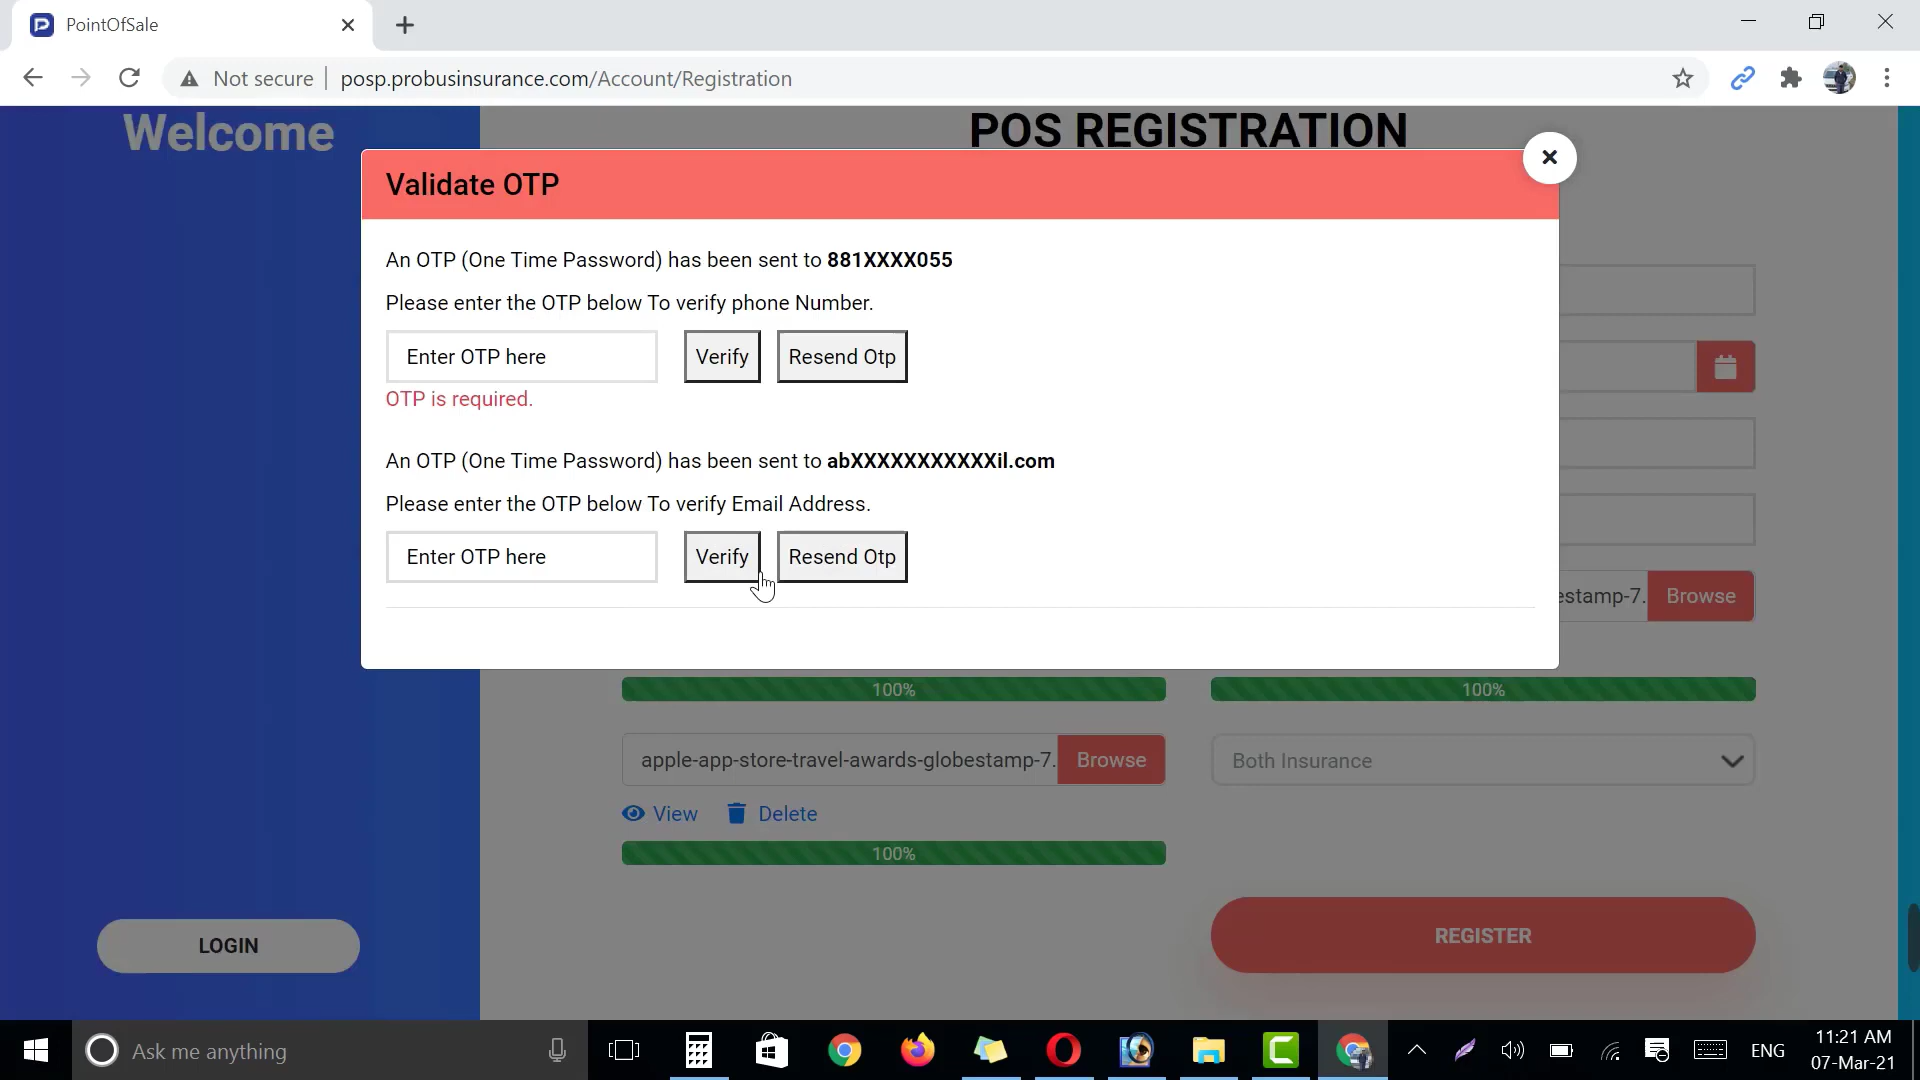 PointOfSale
Not secure
posp.probusinsurance.com/Account/Registration
Welcome
POS REGISTRATION
Validate OTP
An OTP (One Time Password) has been sent to 881XXXX055
Please enter the OTP below To verify phone Number.
Enter OTP here
Verify
Resend Otp
OTP is required.
An OTP (One Time Password) has been sent to abXXXXXXXXXXXil.com
Please enter the OTP below To verify Email Address.
Enter OTP here
Verify
Resend Otp
estamp-7.
Browse
100%
100%
apple-app-store-travel-awards-globestamp-7.
Browse
Both Insurance
View
Delete
100%
LOGIN
REGISTER
Ask me anything
ENG
11:21 AM
07-Mar-21